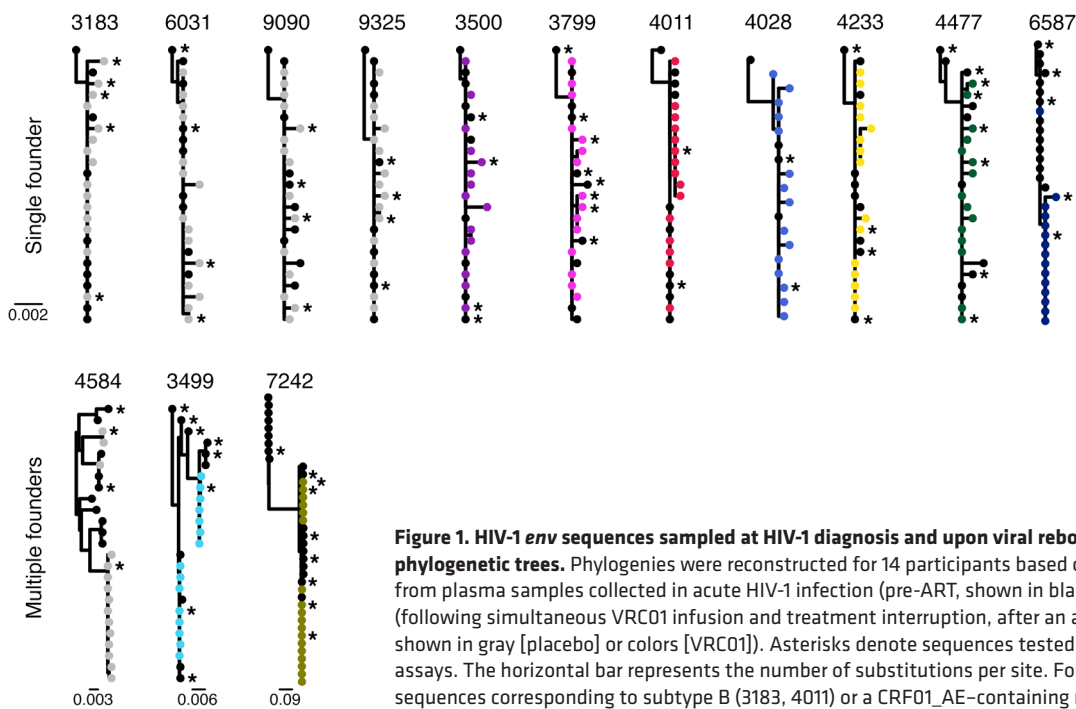 3183 6031 9090 9325 3500 3799 4011 4028 4233 4477 6587
Single founder
0.002
4584 3499 7242
Multiple founders
0.003 0.006 0.09
Figure 1. HIV-1 env sequences sampled at HIV-1 diagnosis and upon viral rebo
phylogenetic trees. Phylogenies were reconstructed for 14 participants based o
from plasma samples collected in acute HIV-1 infection (pre-ART, shown in bla
(following simultaneous VRC01 infusion and treatment interruption, after an a
shown in gray [placebo] or colors [VRC01]). Asterisks denote sequences tested
assays. The horizontal bar represents the number of substitutions per site. Fo
sequences corresponding to subtype B (3183, 4011) or a CRF01_AE–containing